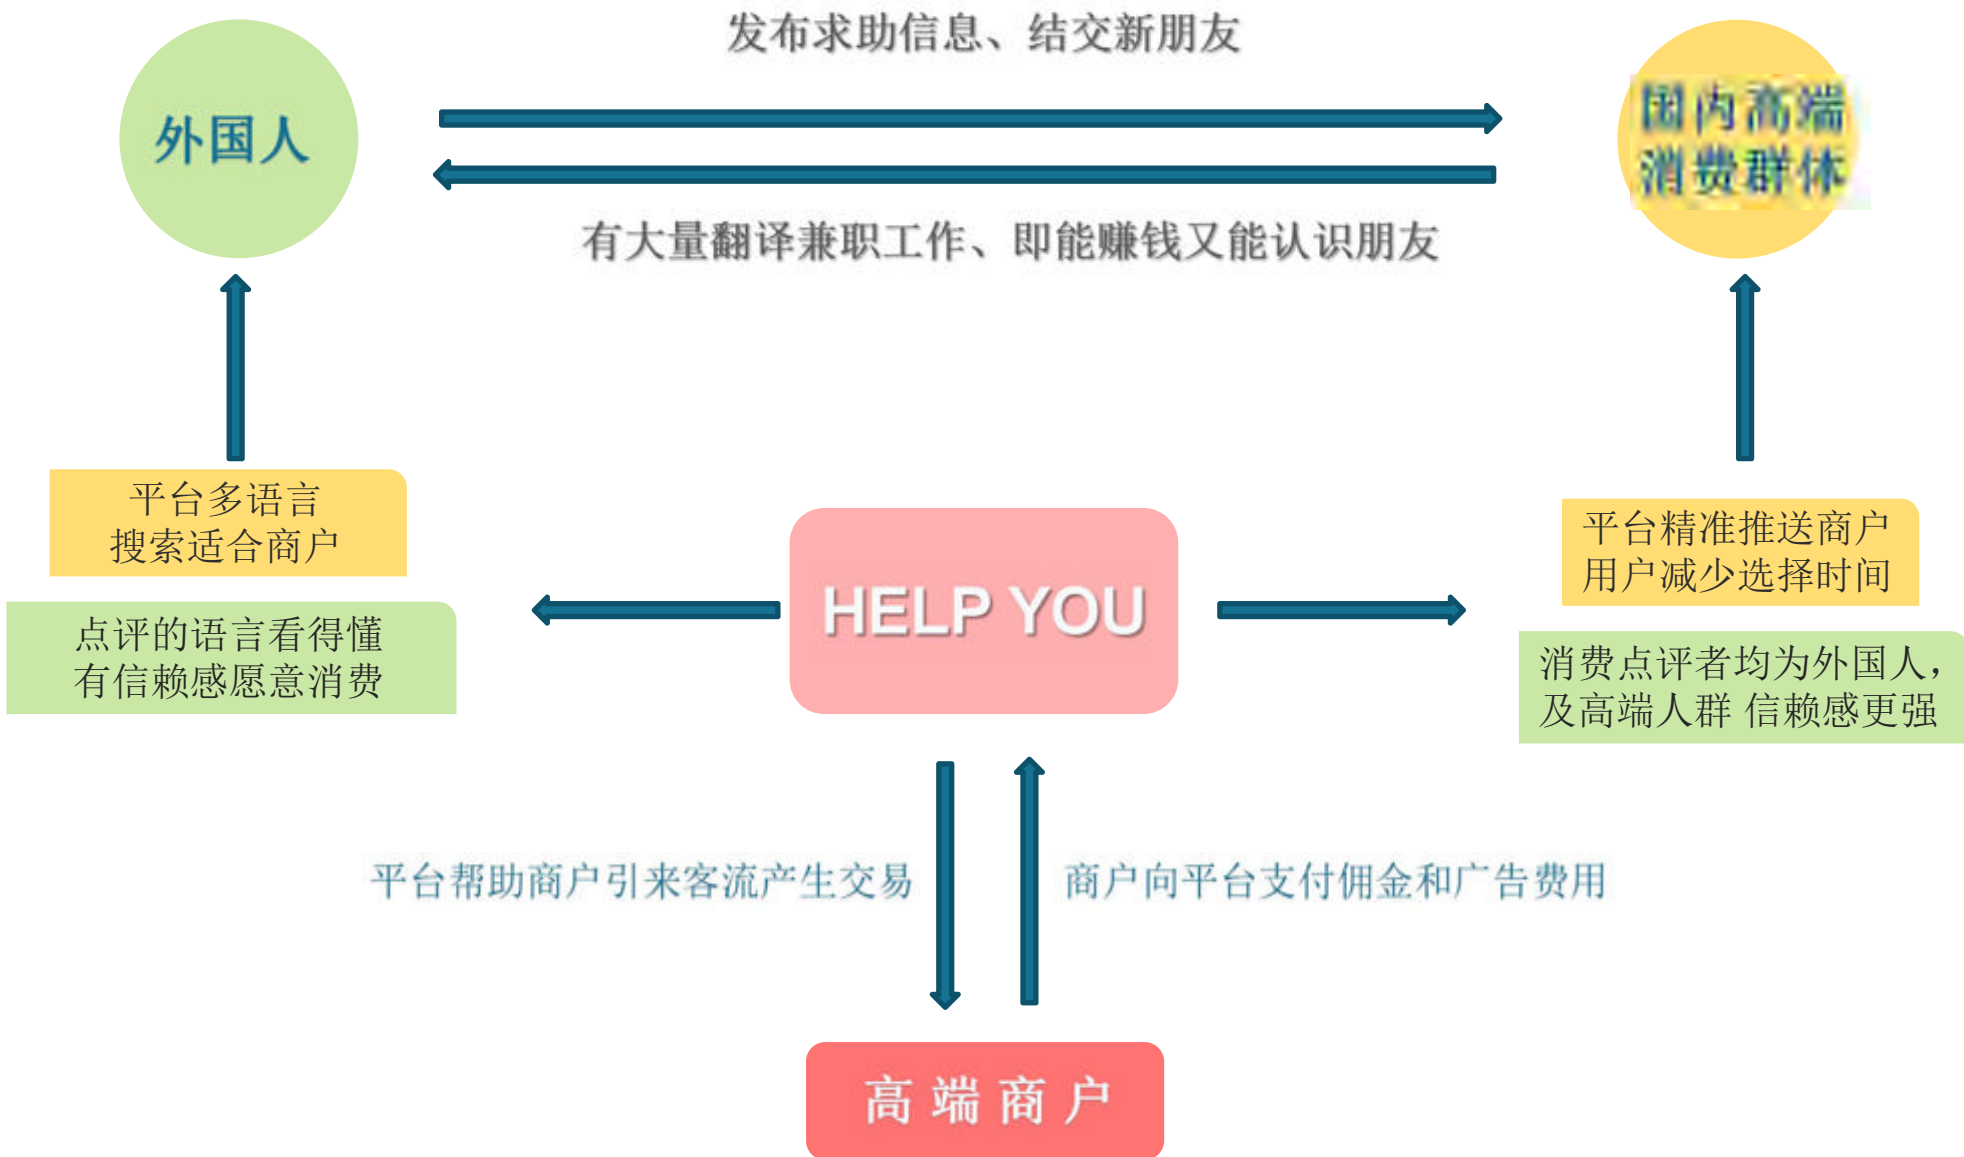 发布求助信息、结交新朋友
外国人
国内高端
消费群体
有大量翻译兼职工作、即能赚钱又能认识朋友
平台多语言
搜索适合商户
点评的语言看得懂
有信赖感愿意消费
HELP YOU
平台精准推送商户
用户减少选择时间
消费点评者均为外国人，
及高端人群 信赖感更强
平台帮助商户引来客流产生交易
商户向平台支付佣金和广告费用
高端商户